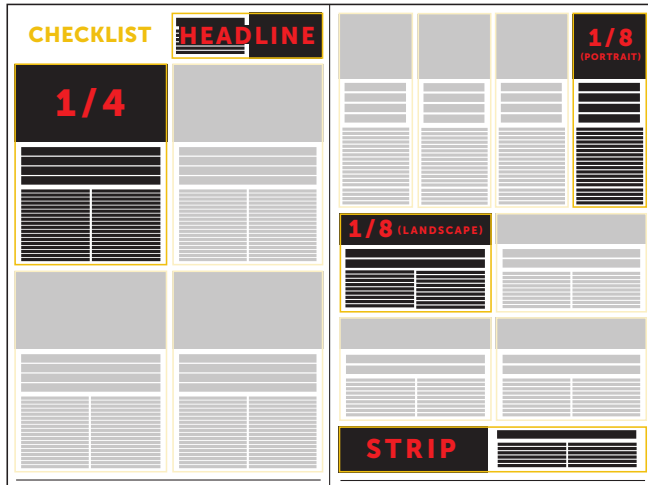 CHECKLIST
HEADLINE
1/4
1/8
(PORTRAIT)
1/8 (LANDSCAPE)
STRIP